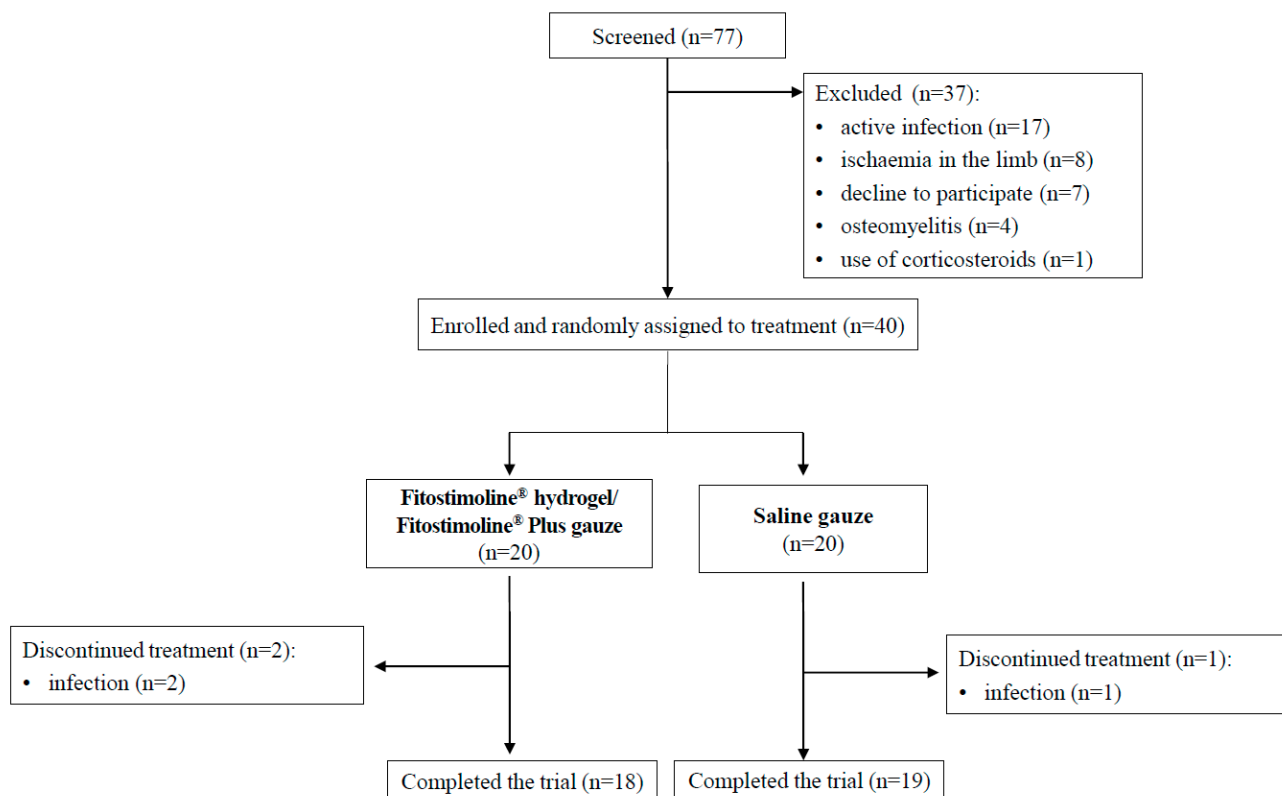 Screened (n=77)
Excluded (n=37):
• active infection (n=17)
• ischaemia in the limb (n=8)
• decline to participate (n=7)
• osteomyelitis (n=4)
• use of corticosteroids (n=1)
Enrolled and randomly assigned to treatment (n=40)
Fitostimoline® hydrogel/
Fitostimoline® Plus gauze
(n=20)
Saline gauze
(n=20)
Discontinued treatment (n=2):
• infection (n=2)
Discontinued treatment (n=1):
• infection (n=1)
Completed the trial (n=18)
Completed the trial (n=19)